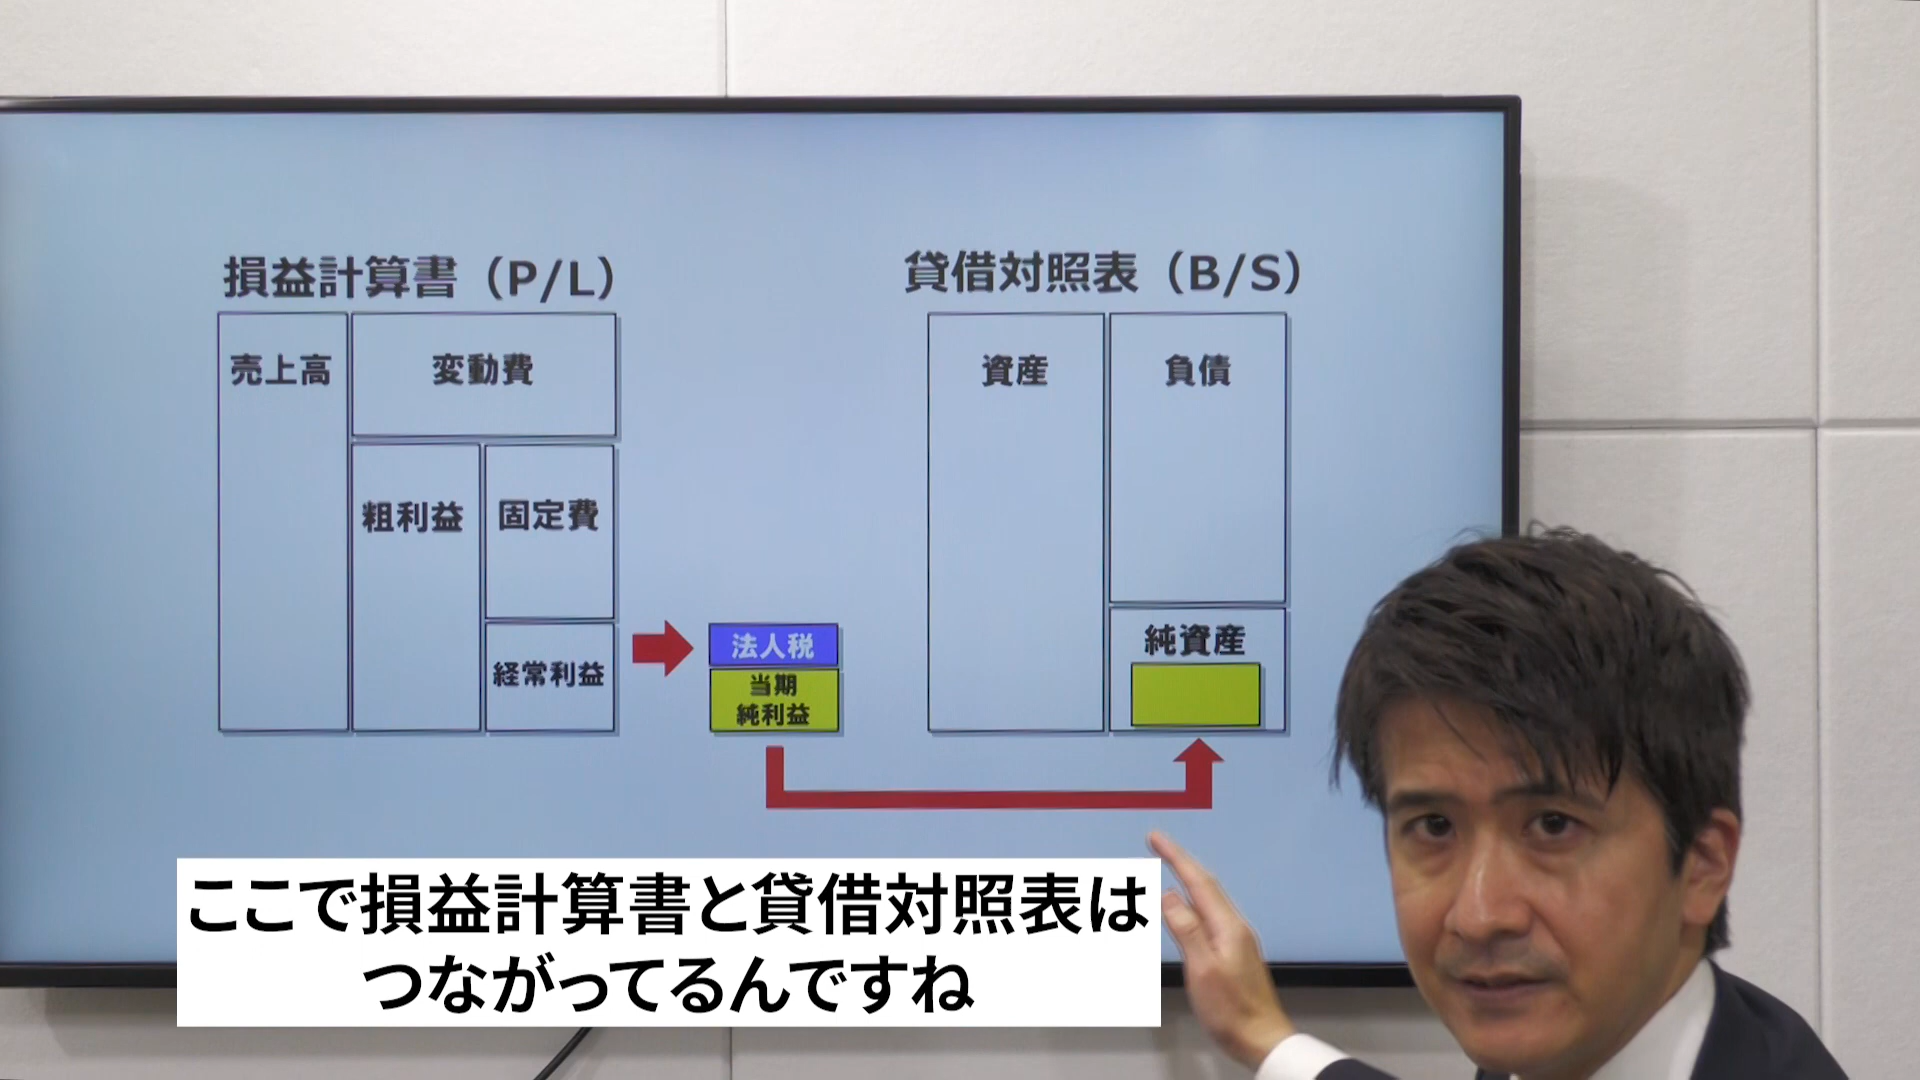 損益計算書（P/L）
売上高
変動費
粗利益
固定費
経常利益
法人税
当期
純利益
貸借対照表（B/S）
資産
負債
純資産
ここで損益計算書と貸借対照表は
つながってるんですね